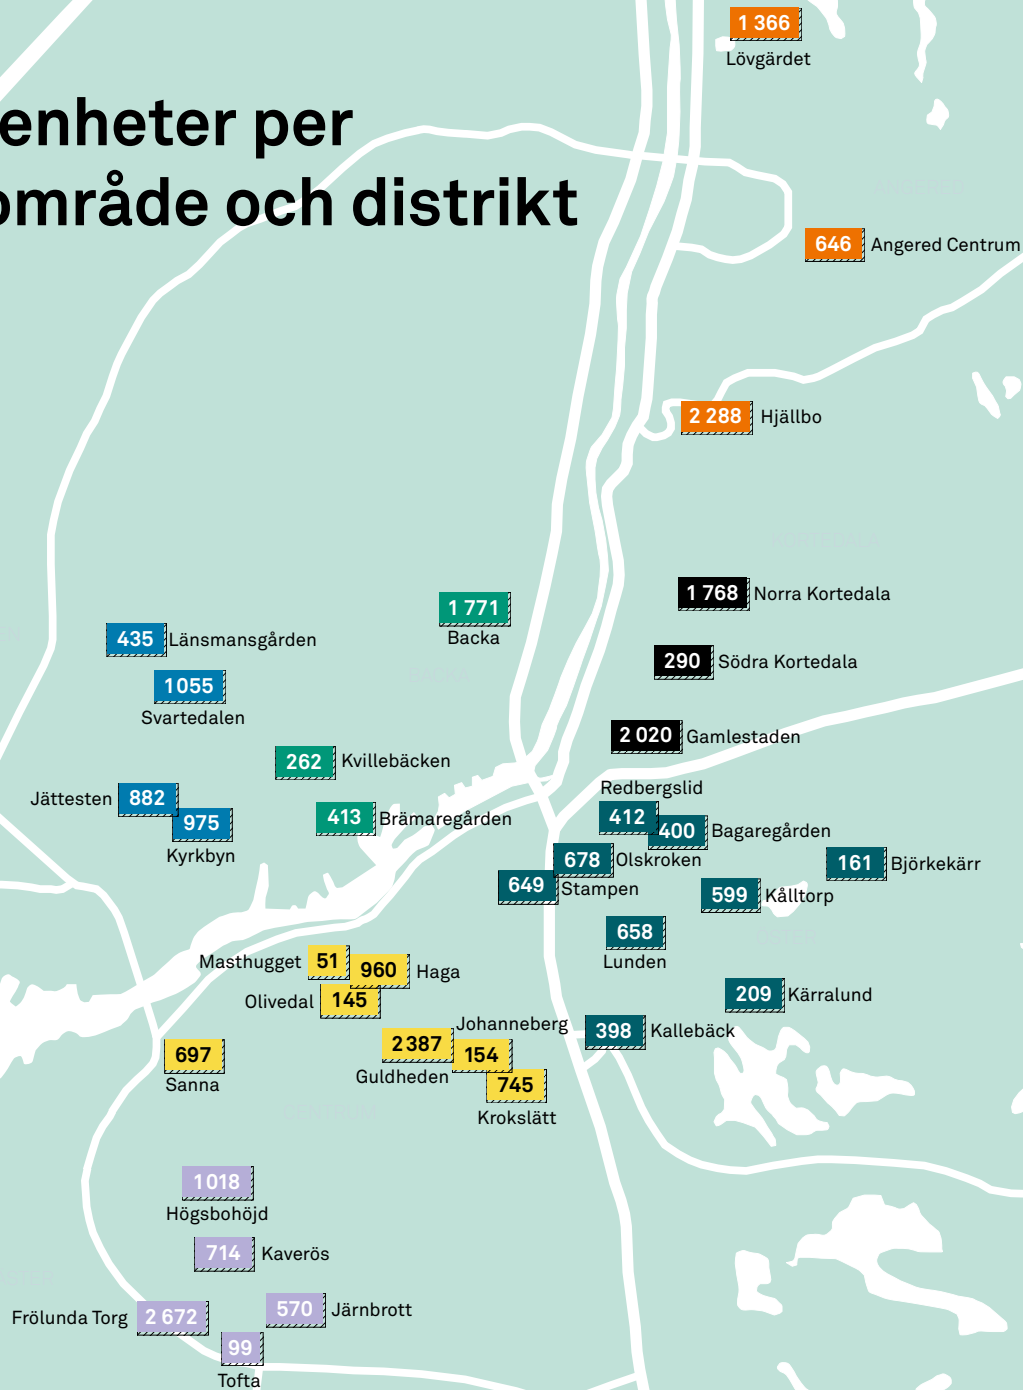 1 366
Lövgärdet
enheter per
område och distrikt
646 Angered Centrum
2 288 Hjällbo
1 768 Norra Kortedala
1 771
Backa
435 Länsmansgården
290 Södra Kortedala
1 055
Svartedalen
2 020 Gamlestaden
262 Kvillebäcken
Redbergslid
412
Jättesten 882
975
Kyrkbyn
413 Brämaregården
400 Bagaregården
678 Olskroken
161 Björkekärr
649 Stampen
599 Kålltorp
658
Lunden
Masthugget 51
960 Haga
Olivedal 145
209 Kärralund
Johanneberg
154
398 Kallebäck
2 387
Guldheden
697
Sanna
745
Krokslätt
1 018
Högsbohöjd
714 Kaverös
570 Järnbrott
Frölunda Torg 2 672
99
Tofta